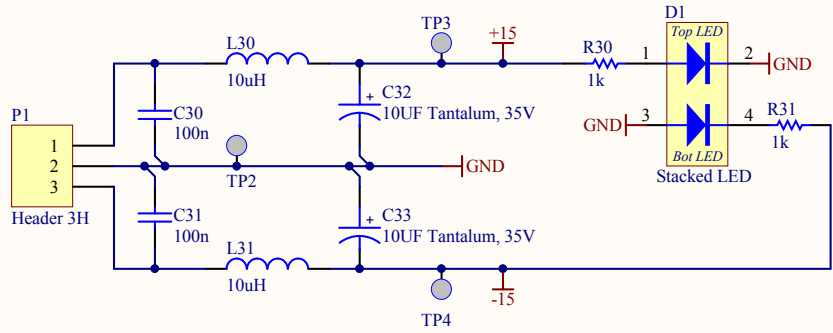 D1
TP3
+15
Top LED
L30
R30
1
2
GND
10uH
1k
C32
+
10UF Tantalum, 35V
P1
C30
100n
R31
GND
3
4
1k
1
2
3
TP2
GND
Bot LED
Stacked LED
Header 3H
C31
100n
C33
+
10UF Tantalum, 35V
L31
10uH
-15
TP4